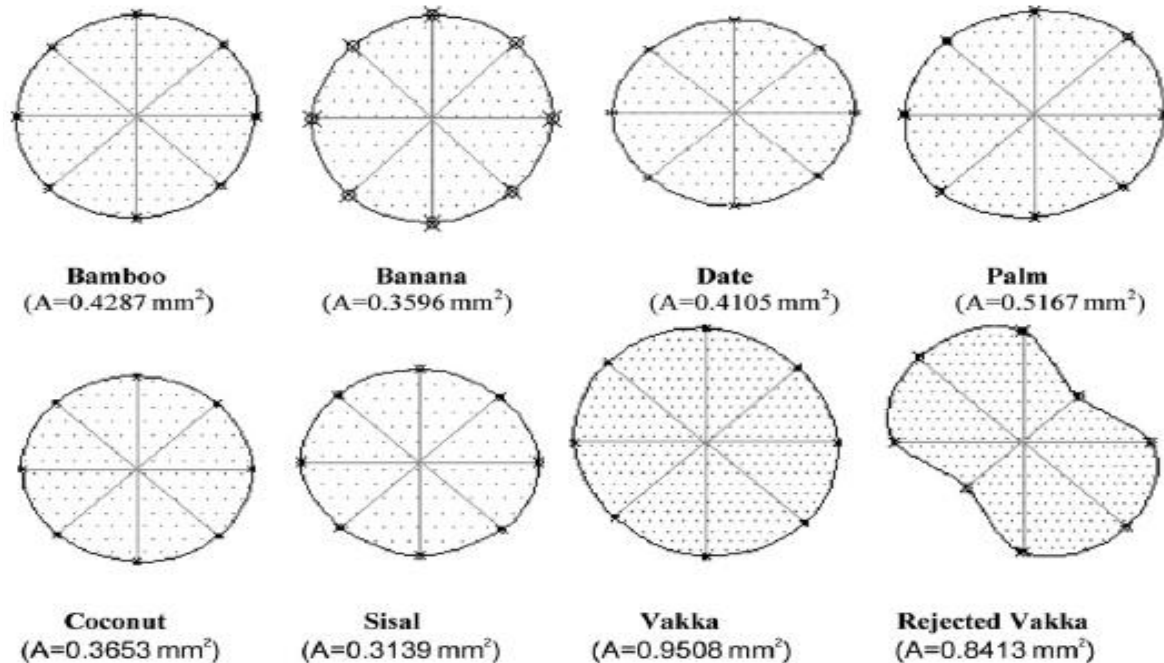 Bamboo
(A=0.4287 mm²)
Banana
(A=0.3596 mm²)
Date
(A=0.4105 mm²)
Palm
(A=0.5167 mm²)
Coconut
(A=0.3653 mm²)
Sisal
(A=0.3139 mm²)
Vakka
(A=0.9508 mm²)
Rejected Vakka
(A=0.8413 mm²)